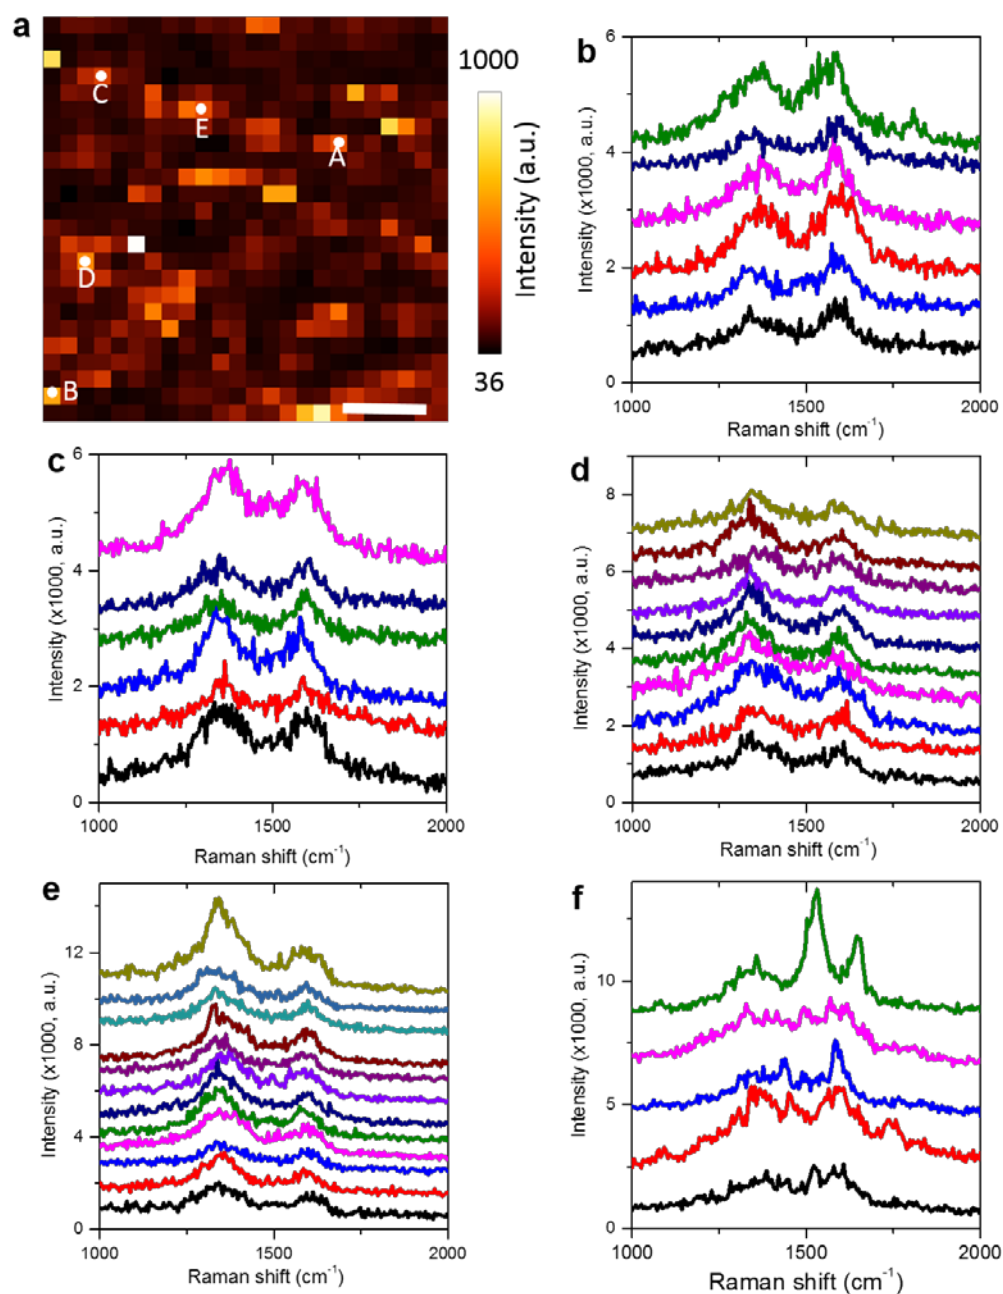 a
1000
Intensity (a.u.)
36
C
E
A
D
B
b
6
4
2
0
Intensity (x1000, a.u.)
1000
1500
2000
Raman shift (cm⁻¹)
c
6
4
2
0
Intensity (x1000, a.u.)
1000
1500
2000
Raman shift (cm⁻¹)
d
8
6
4
2
0
Intensity (x1000, a.u.)
1000
1500
2000
Raman shift (cm⁻¹)
e
12
8
4
0
Intensity (x1000, a.u.)
1000
1500
2000
Raman shift (cm⁻¹)
f
10
5
0
Intensity (x1000, a.u.)
1000
1500
2000
Raman shift (cm⁻¹)